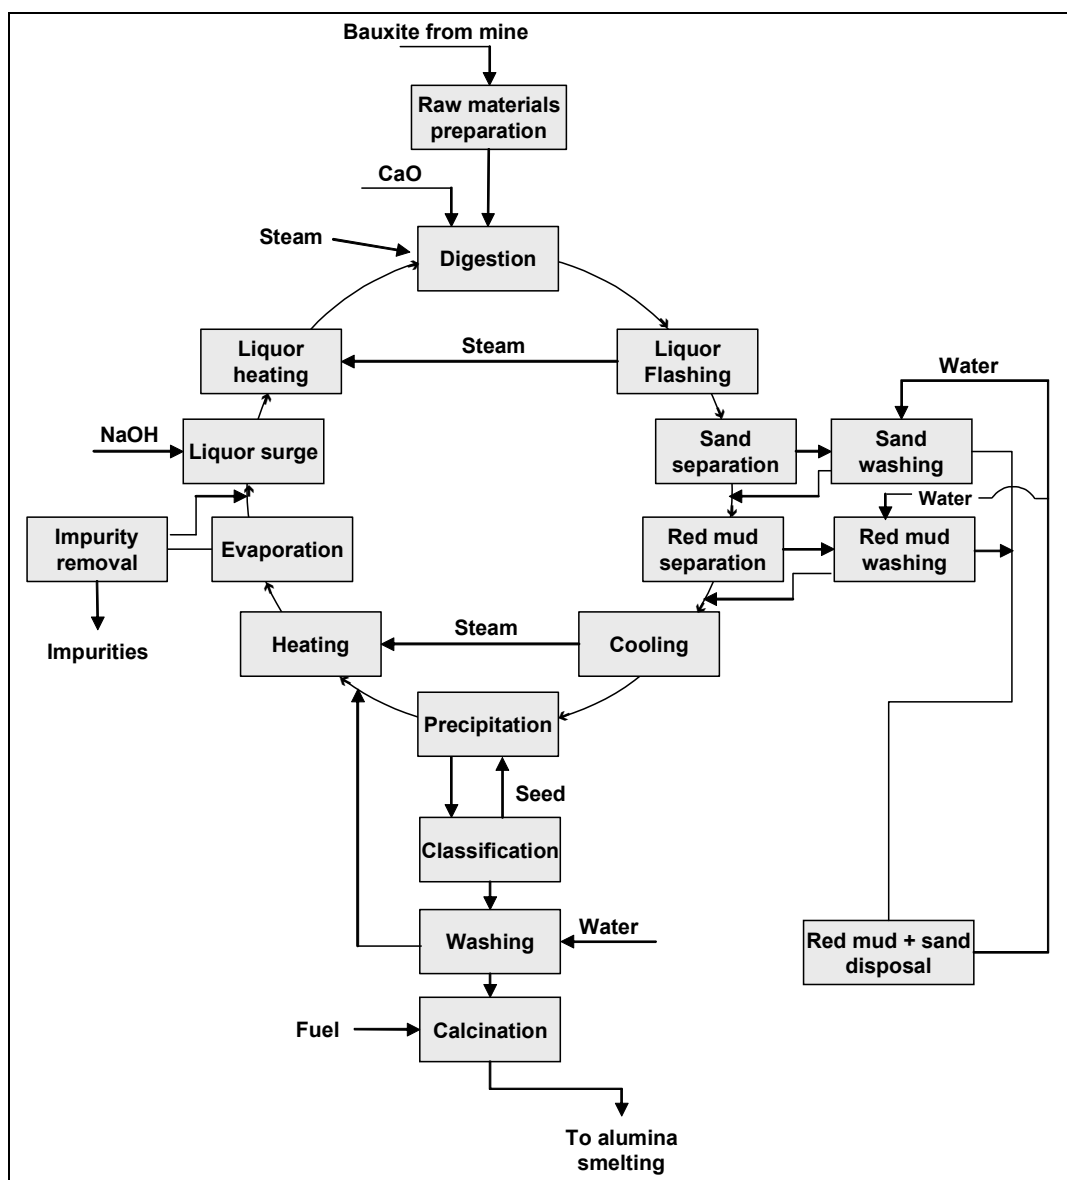 Bauxite from mine
Raw materials
preparation
CaO
Steam
Digestion
Liquor
heating
Steam
Liquor
Flashing
Water
NaOH
Liquor surge
Sand
separation
Sand
washing
Water
Impurity
removal
Evaporation
Red mud
separation
Red mud
washing
Impurities
Heating
Steam
Cooling
Precipitation
Seed
Classification
Washing
Water
Red mud + sand
disposal
Fuel
Calcination
To alumina
smelting